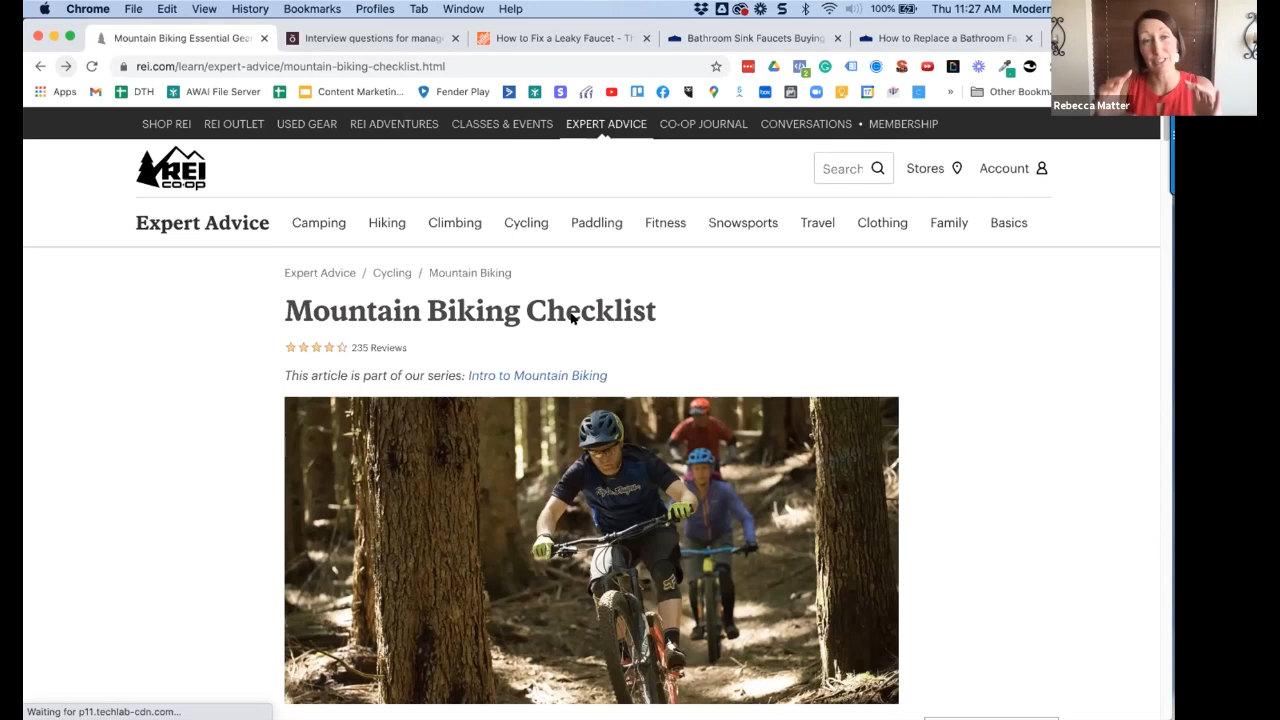 Chrome File Edit View History Bookmarks Profiles Tab Window Help 100% Thu 11:27 AM Modern
Mountain Biking Essential Gea Interview questions for manag How to Fix a Leaky Faucet - Th Bathroom Sink Faucets Buying How to Replace a Bathroom Fa
rei.com/learn/expert-advice/mountain-biking-checklist.html
Apps DTH AWAI File Server Content Marketin... Fender Play » Other Bookm
Rebecca Matter
SHOP REI REI OUTLET USED GEAR REI ADVENTURES CLASSES & EVENTS EXPERT ADVICE CO-OP JOURNAL CONVERSATIONS • MEMBERSHIP
REI
CO·OP
Search Stores Account
Expert Advice Camping Hiking Climbing Cycling Paddling Fitness Snowsports Travel Clothing Family Basics
Expert Advice / Cycling / Mountain Biking
Mountain Biking Checklist
235 Reviews
This article is part of our series: Intro to Mountain Biking
Waiting for p11.techlab-cdn.com...